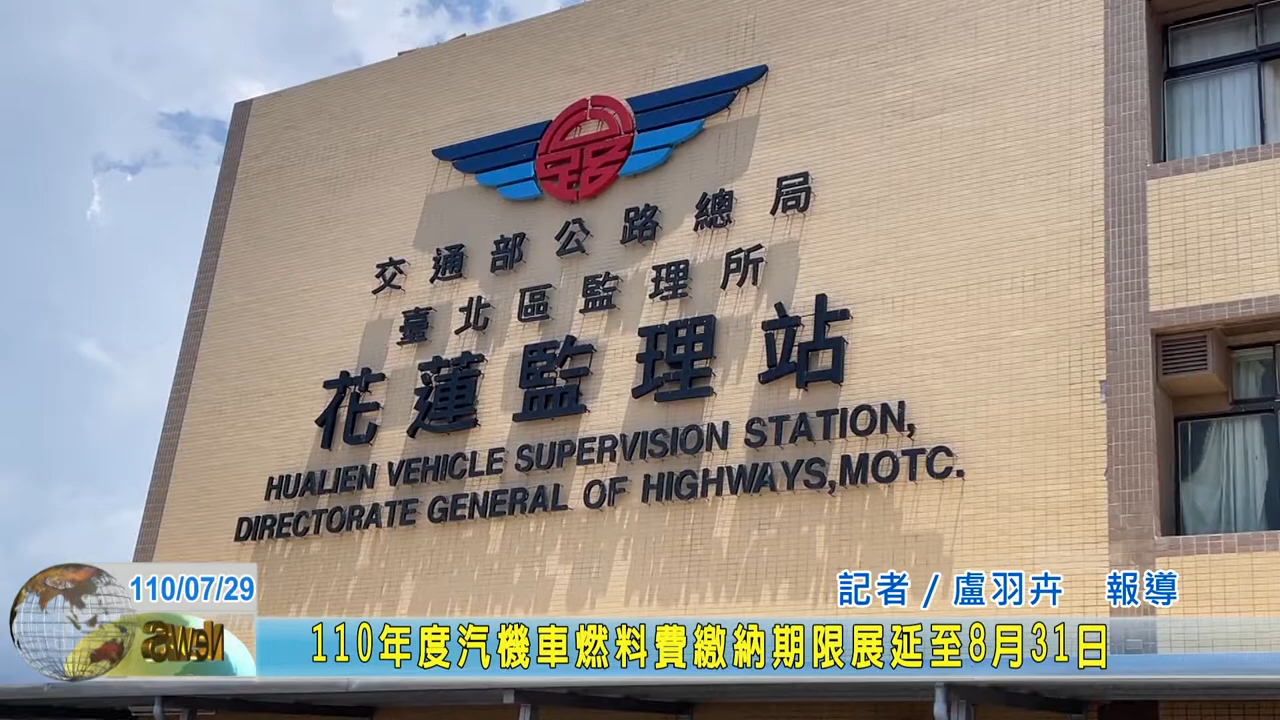 交通部公路總局
臺北區監理所
花蓮監理站
HUALIEN VEHICLE SUPERVISION STATION,
DIRECTORATE GENERAL OF HIGHWAYS,MOTC.
110/07/29
記者/盧羽卉 報導
News
110年度汽機車燃料費繳納期限展延至8月31日